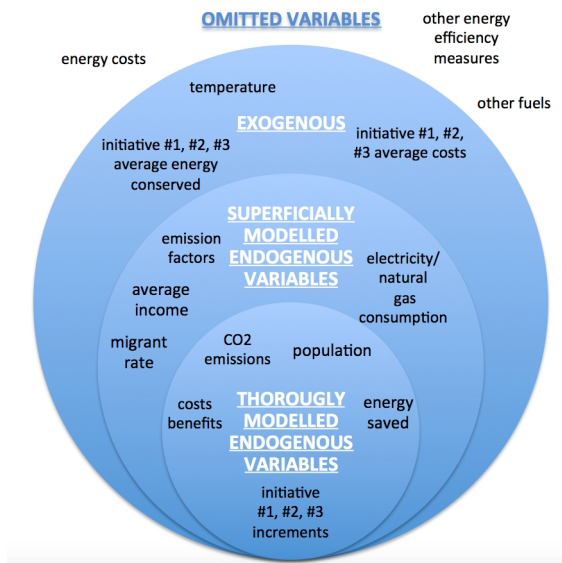 OMITTED VARIABLES
other energy
efficiency
measures
energy costs
other fuels
temperature
EXOGENOUS
initiative #1, #2, #3
average energy
conserved
initiative #1, #2,
#3 average costs
SUPERFICIALLY
MODELLED
ENDOGENOUS
VARIABLES
emission
factors
electricity/
natural
gas
consumption
average
income
migrant
rate
CO2
emissions
population
costs
benefits
THOROUGLY
MODELLED
ENDOGENOUS
VARIABLES
energy
saved
initiative
#1, #2, #3
increments